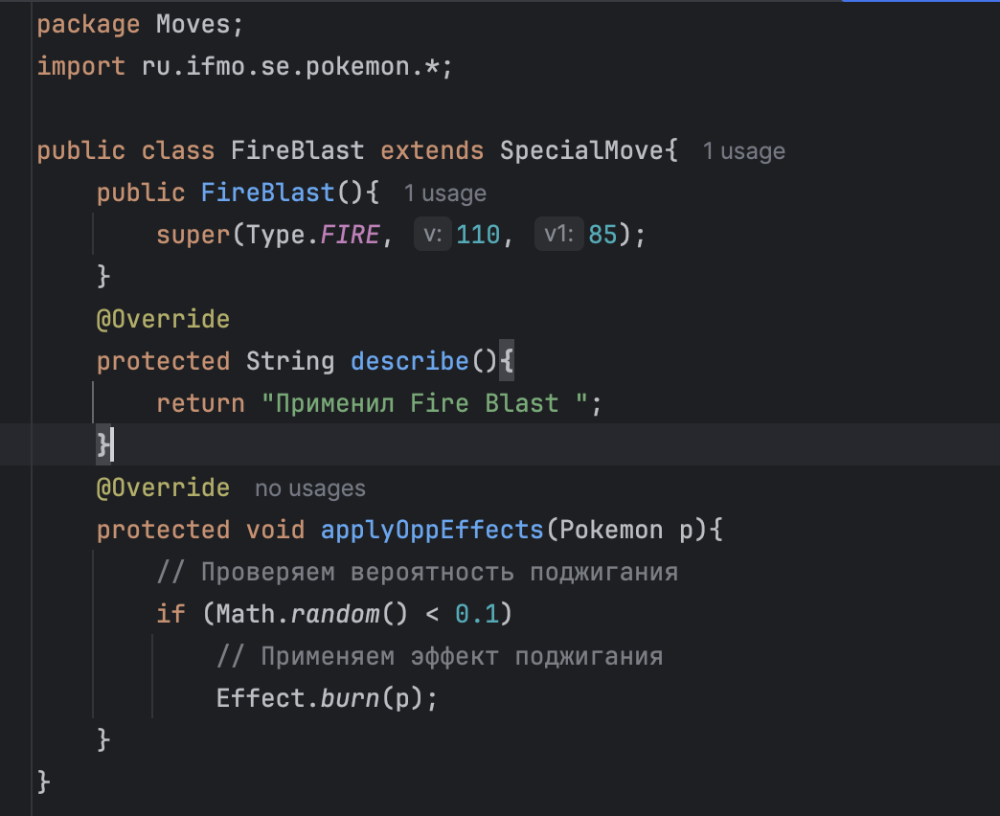 package Moves;
import ru.ifmo.se.pokemon.*;
public class FireBlast extends SpecialMove{ 1 usage
public FireBlast(){ 1 usage
super(Type.FIRE, v: 110, v1: 85);
}
@Override
protected String describe(){
return "Применил Fire Blast ";
}
@Override no usages
protected void applyOppEffects(Pokemon p){
// Проверяем вероятность поджигания
if (Math.random() < 0.1)
// Применяем эффект поджигания
Effect.burn(p);
}
}